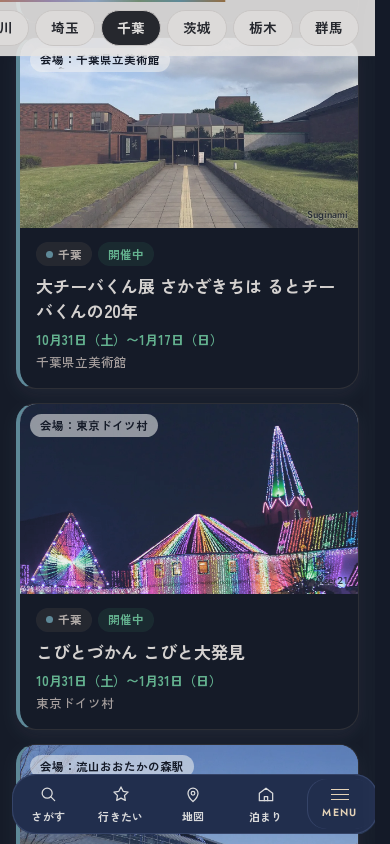 川 埼玉 千葉 茨城 栃木 群馬
会場：千葉県立美術館
Suginami
千葉 開催中
大チーバくん展 さかざきちは るとチー
バくんの20年
10月31日（土）〜1月17日（日）
千葉県立美術館
会場：東京ドイツ村
千葉 開催中
こびとづかん こびと大発見
10月31日（土）〜1月31日（日）
東京ドイツ村
会場：流山おおたかの森駅
さがす 行きたい 地図 泊まり MENU